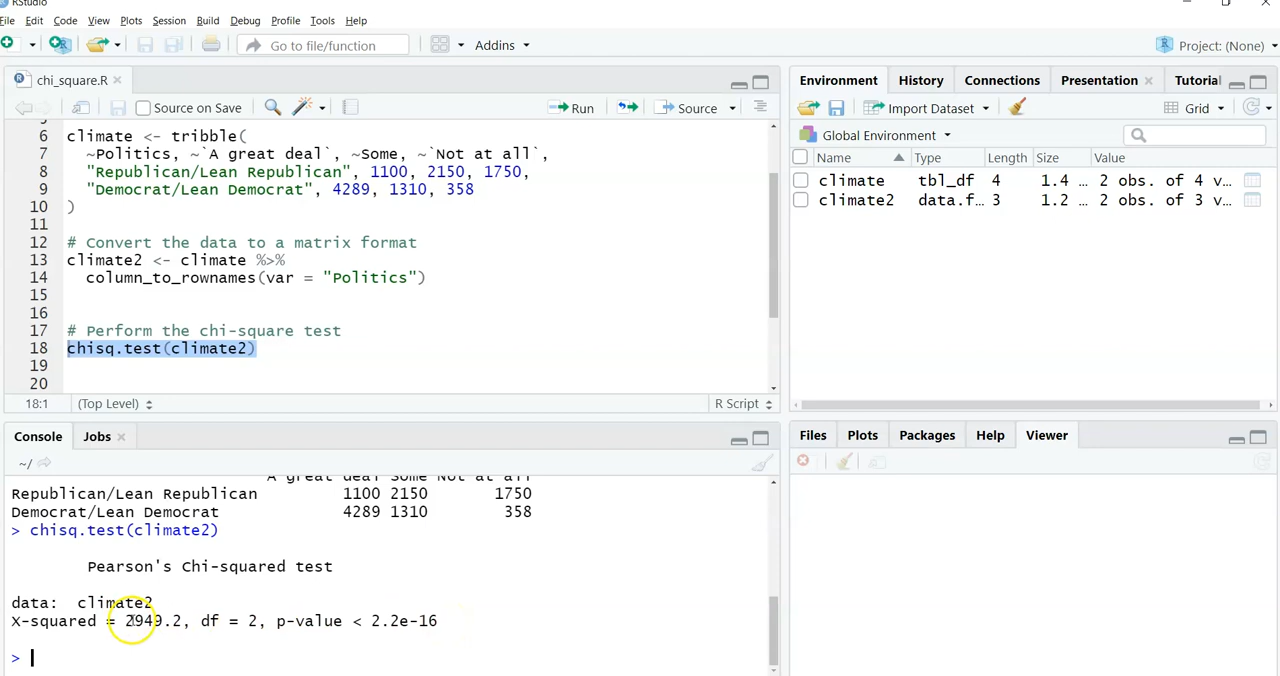 RStudio
File Edit Code View Plots Session Build Debug Profile Tools Help
Go to file/function Addins Project: (None)
chi_square.R
Source on Save Run Source
6 climate <- tribble(
7 ~Politics, ~`A great deal`, ~Some, ~`Not at all`,
8 "Republican/Lean Republican", 1100, 2150, 1750,
9 "Democrat/Lean Democrat", 4289, 1310, 358
10 )
11
12 # Convert the data to a matrix format
13 climate2 <- climate %>%
14 column_to_rownames(var = "Politics")
15
16
17 # Perform the chi-square test
18 chisq.test(climate2)
19
20
18:1 (Top Level) R Script
Console Jobs
~/
A great deal Some Not at all
Republican/Lean Republican 1100 2150 1750
Democrat/Lean Democrat 4289 1310 358
> chisq.test(climate2)
Pearson's Chi-squared test
data: climate2
X-squared = 2949.2, df = 2, p-value < 2.2e-16
>
Environment History Connections Presentation Tutorial
Import Dataset Grid
Global Environment
Name Type Length Size Value
climate tbl_df 4 1.4 … 2 obs. of 4 v…
climate2 data.f… 3 1.2 … 2 obs. of 3 v…
Files Plots Packages Help Viewer